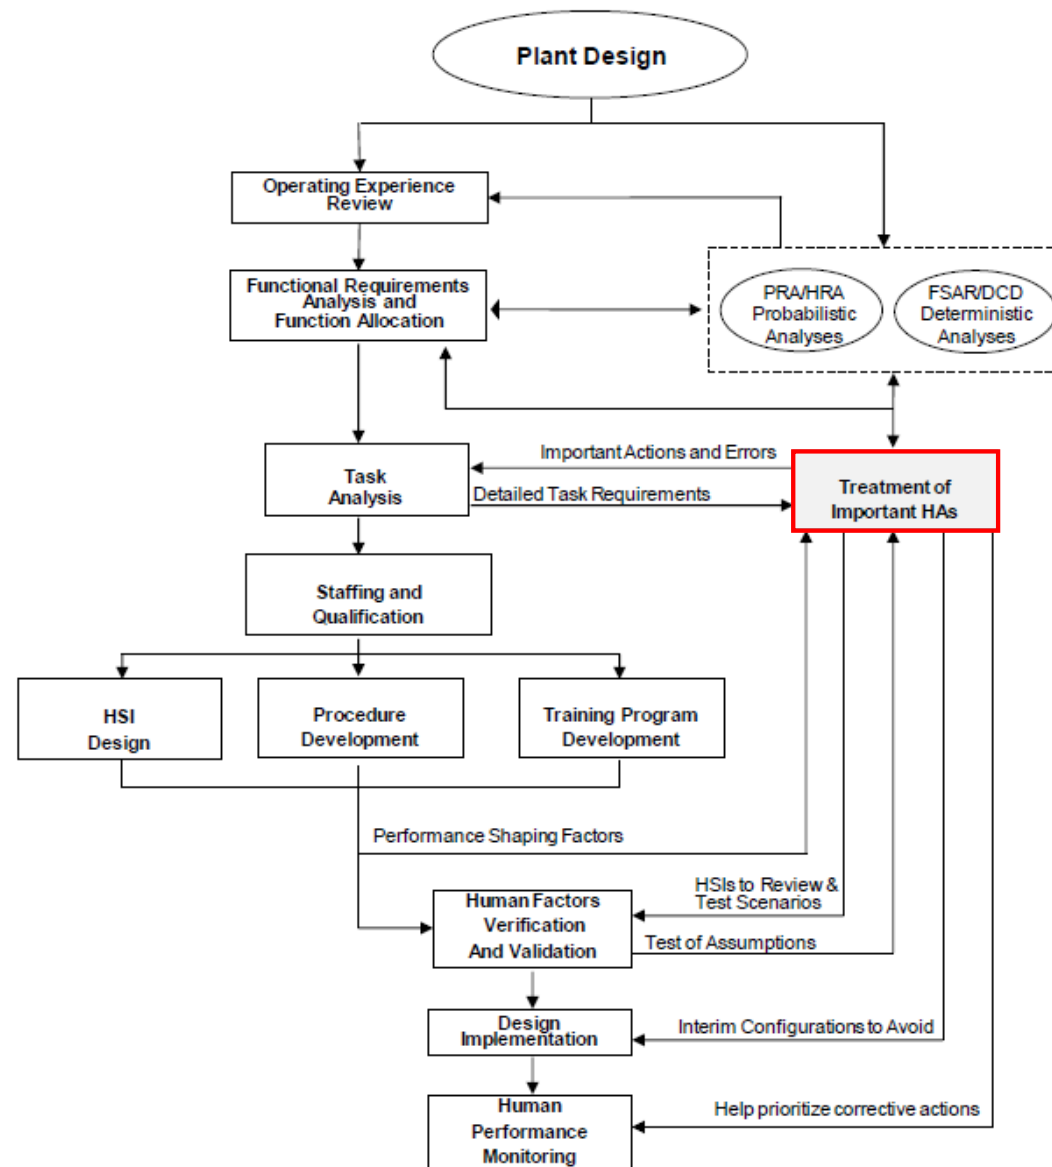 Plant Design
Operating Experience
Review
Functional Requirements
Analysis and
Function Allocation
PRA/HRA
Probabilistic
Analyses
FSAR/DCD
Deterministic
Analyses
Important Actions and Errors
Task
Analysis
Detailed Task Requirements
Treatment of
Important HAs
Staffing and
Qualification
HSI
Design
Procedure
Development
Training Program
Development
Performance Shaping Factors
HSIs to Review &
Test Scenarios
Human Factors
Verification
And Validation
Test of Assumptions
Design
Implementation
Interim Configurations to Avoid
Human
Performance
Monitoring
Help prioritize corrective actions